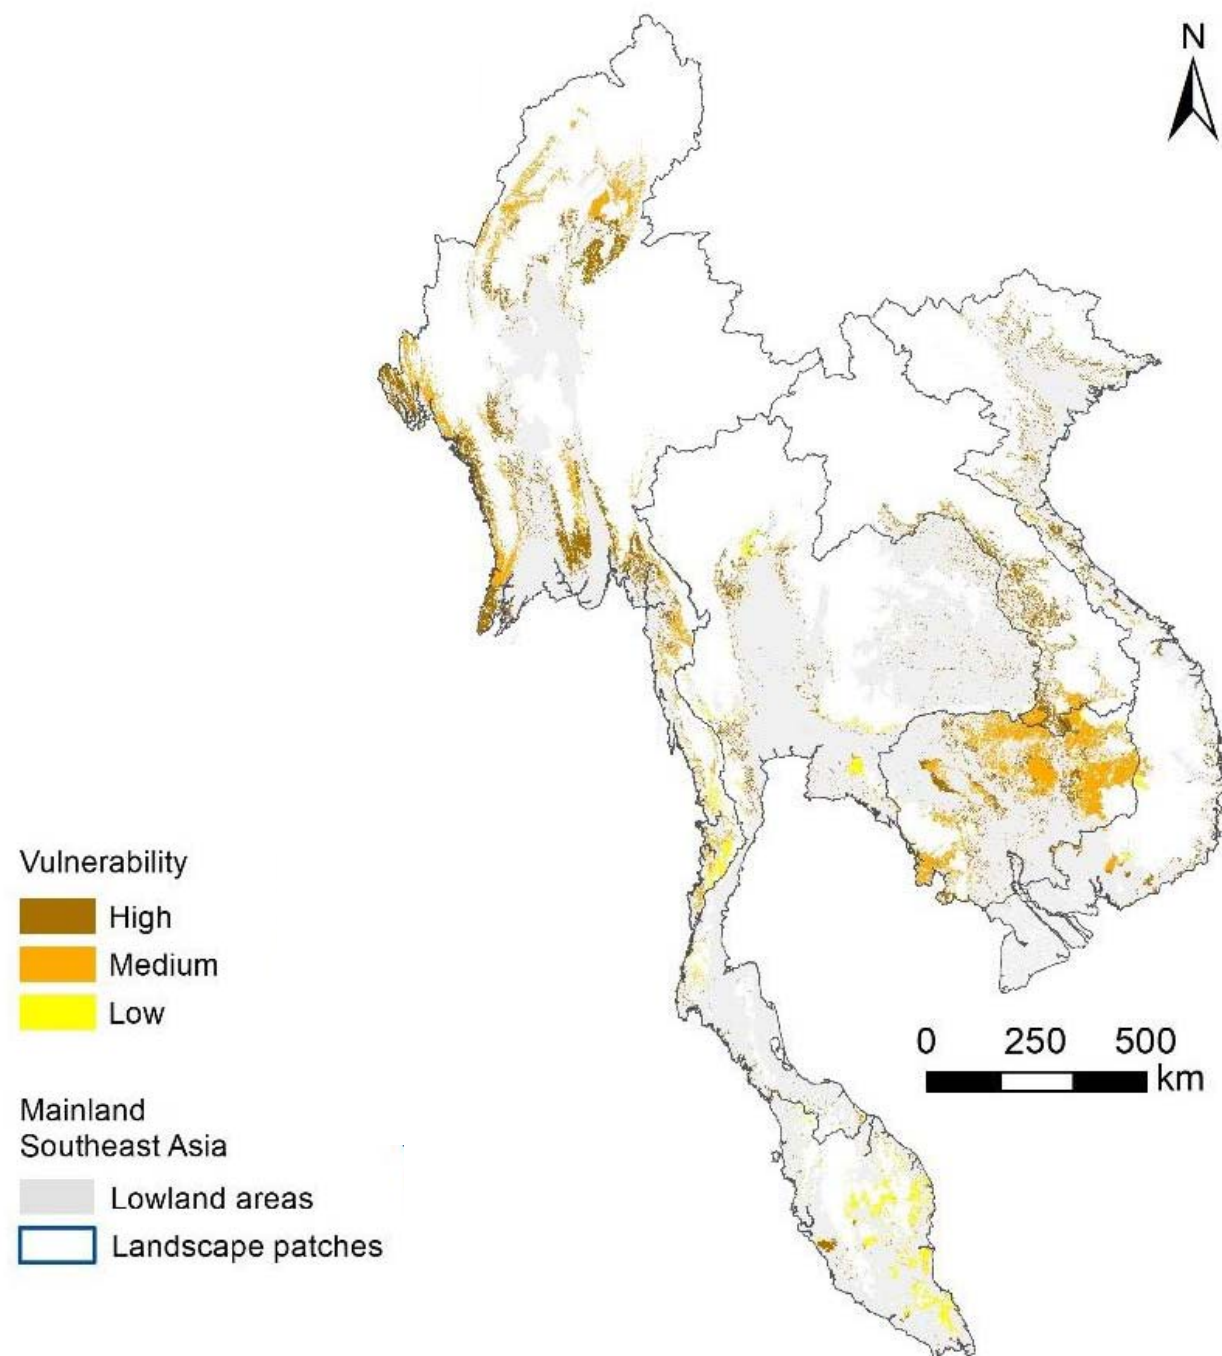 N
Vulnerability
High
Medium
Low
0 250 500
km
Mainland
Southeast Asia
Lowland areas
Landscape patches